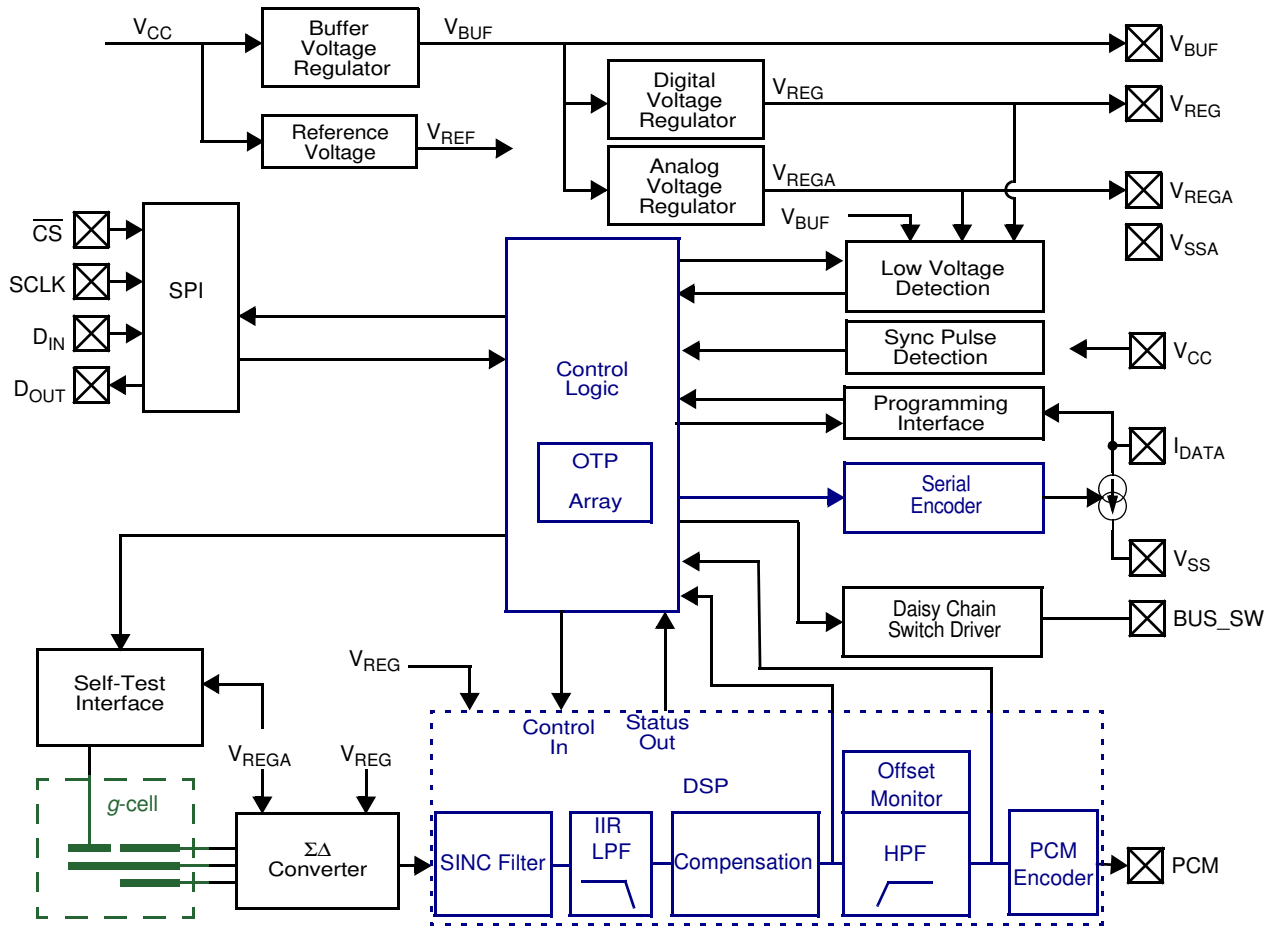 VCC
Buffer
Voltage
Regulator
VBUF
VBUF
Digital
Voltage
Regulator
VREG
VREG
Reference
Voltage
VREF
Analog
Voltage
Regulator
VREGA
VREGA
VBUF
VSSA
CS
SCLK
DIN
DOUT
SPI
Low Voltage
Detection
Sync Pulse
Detection
VCC
Control
Logic
OTP
Array
Programming
Interface
IDATA
Serial
Encoder
VSS
Daisy Chain
Switch Driver
BUS_SW
Self-Test
Interface
VREG
Control
In
Status
Out
VREGA
VREG
DSP
g-cell
ΣΔ
Converter
SINC Filter
IIR
LPF
Compensation
Offset
Monitor
HPF
PCM
Encoder
PCM